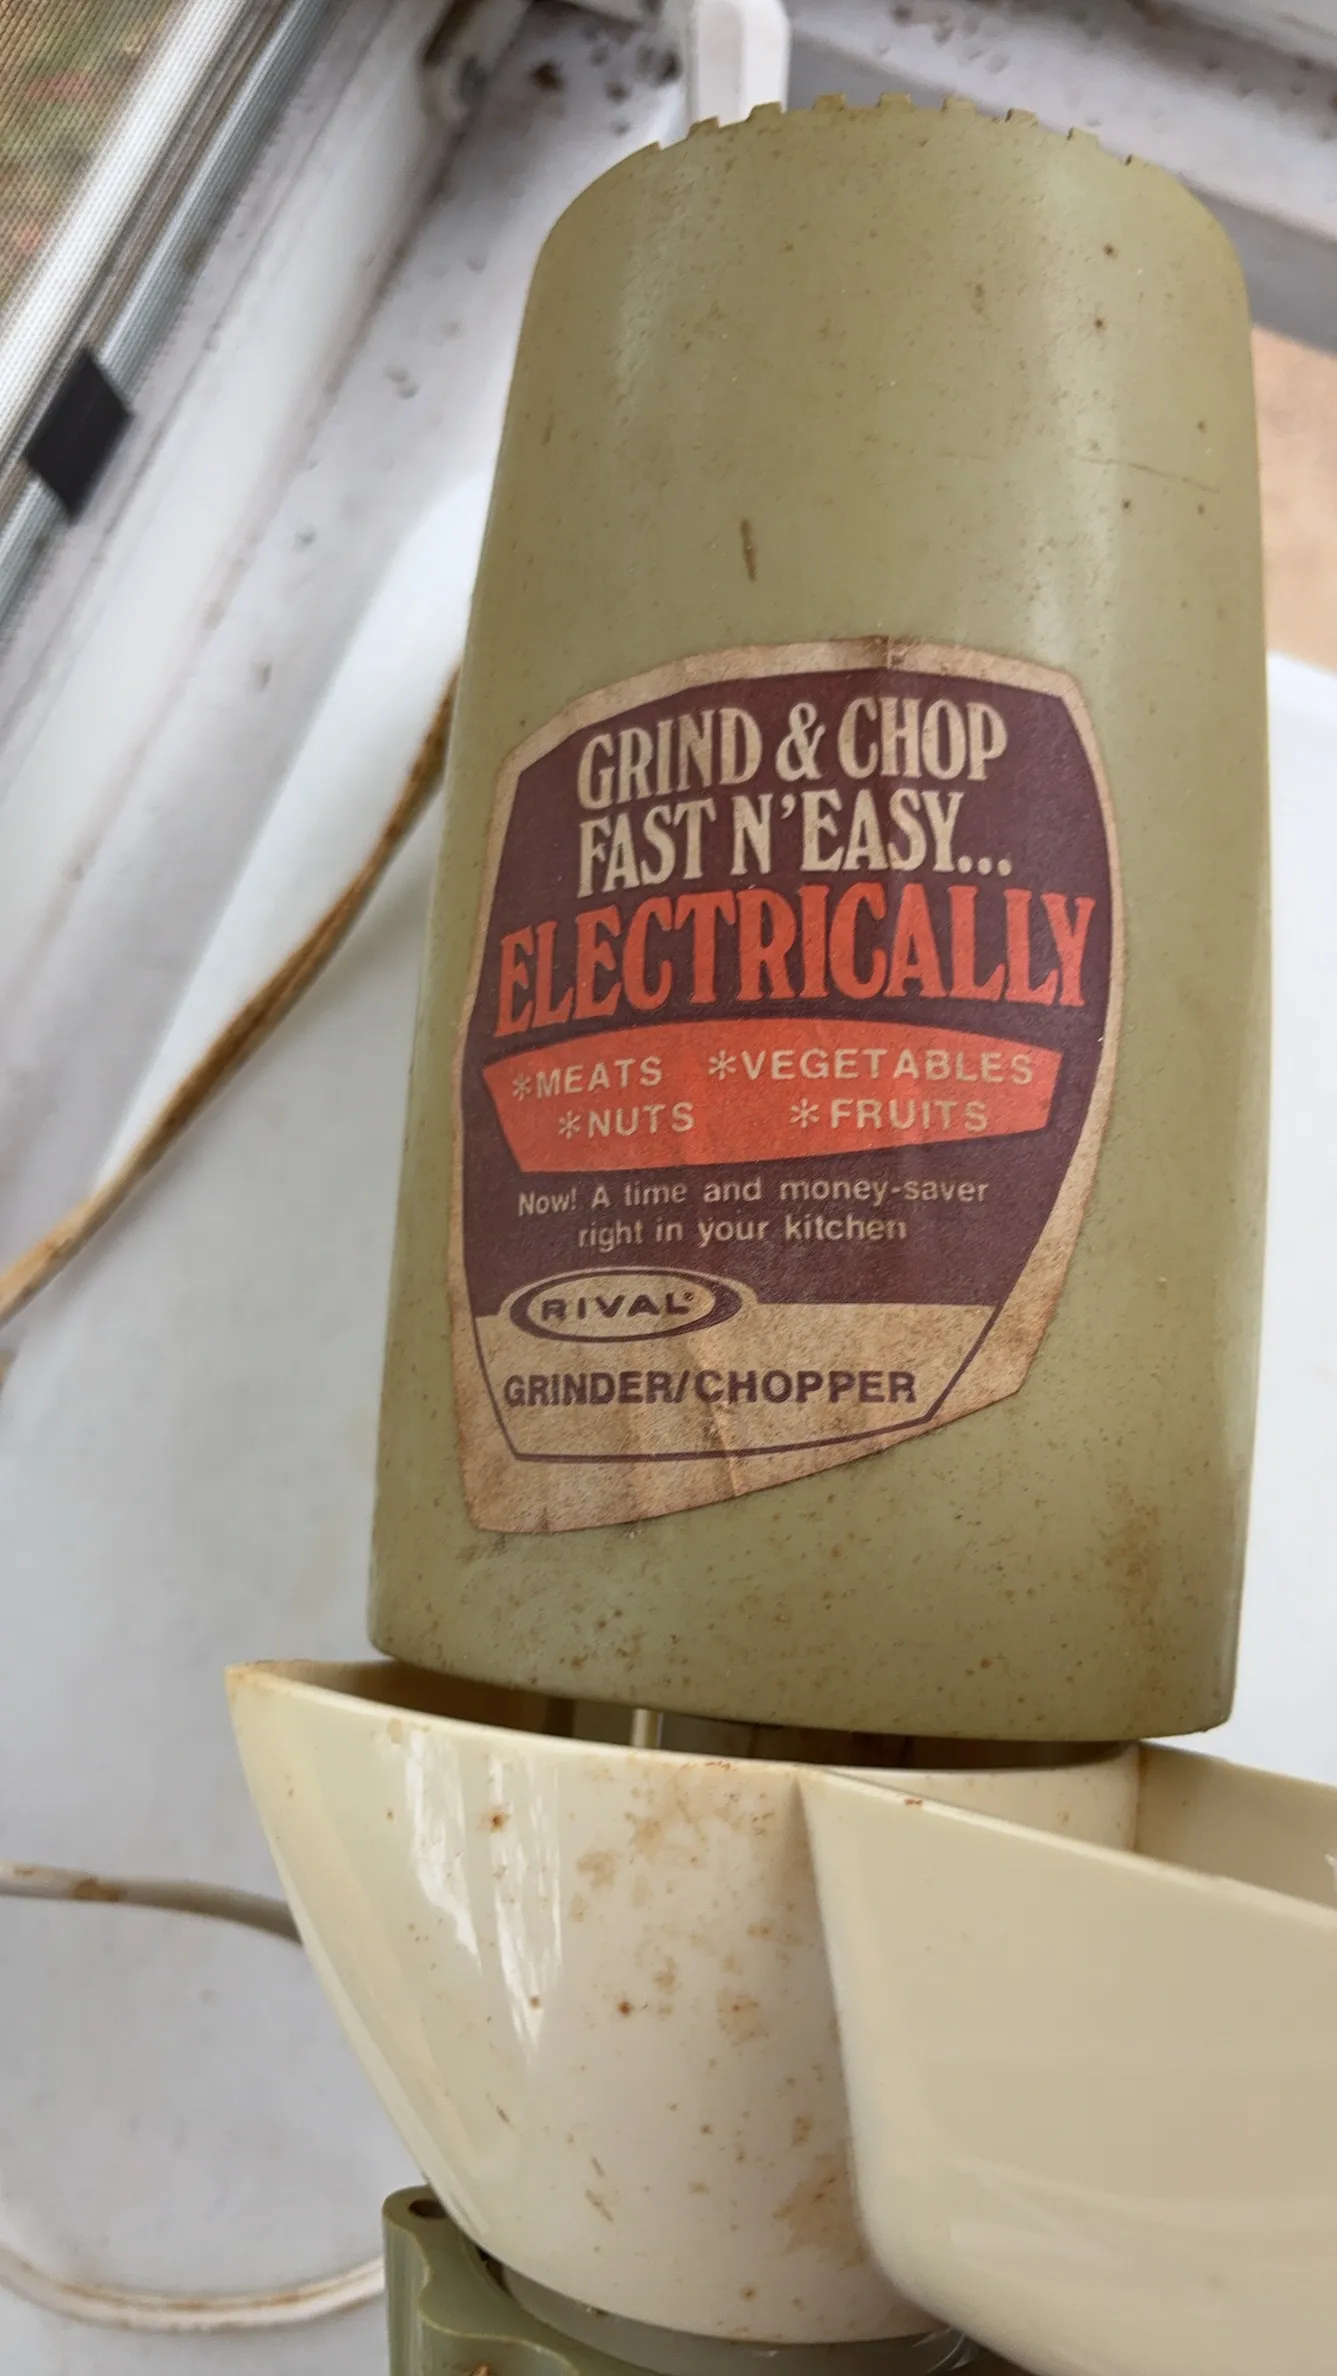 GRIND & CHOP
FAST N'EASY...
ELECTRICALLY
*MEATS *VEGETABLES
*NUTS *FRUITS
Now! A time and money-saver
right in your kitchen
RIVAL®
GRINDER/CHOPPER